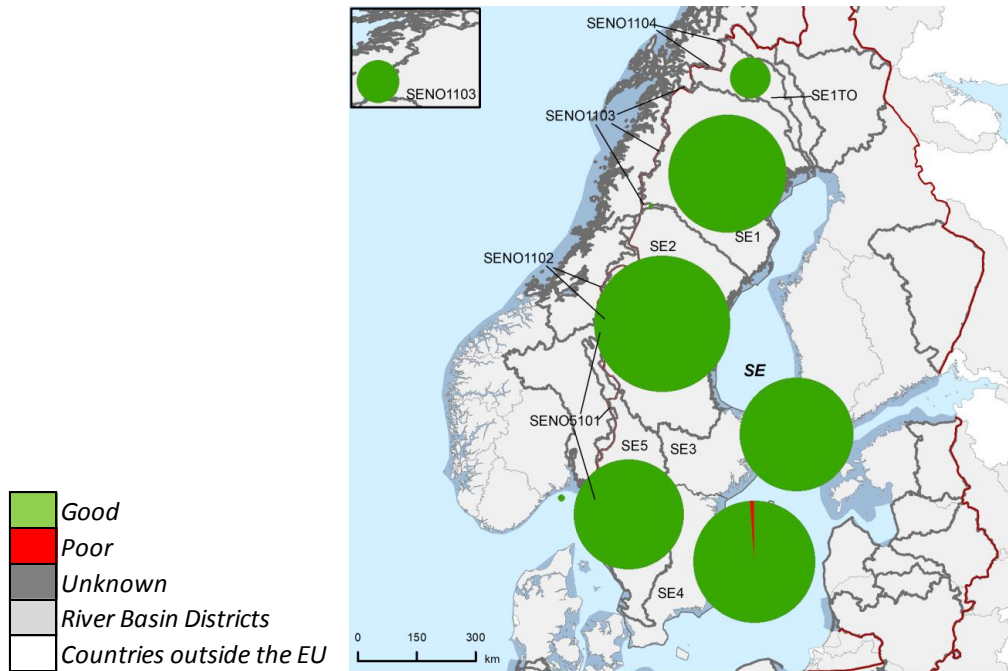 SENO1104
SENO1103
SE1TO
SENO1103
SE1
SE2
SENO1102
SE
SENO5101
SE5
SE3
SE4
0 150 300
km
Good
Poor
Unknown
River Basin Districts
Countries outside the EU